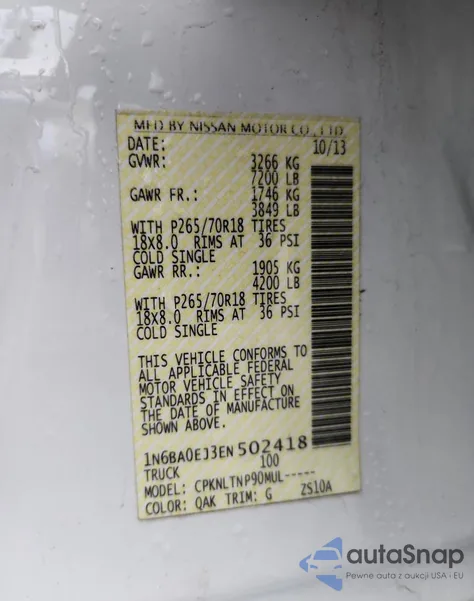 MFD BY NISSAN MOTOR CO., LTD.
DATE: 10/13
GVWR: 3266 KG
7200 LB
GAWR FR.: 1746 KG
3849 LB
WITH P265/70R18 TIRES
18X8.0 RIMS AT 36 PSI
COLD SINGLE
GAWR RR.: 1905 KG
4200 LB
WITH P265/70R18 TIRES
18X8.0 RIMS AT 36 PSI
COLD SINGLE
THIS VEHICLE CONFORMS TO
ALL APPLICABLE FEDERAL
MOTOR VEHICLE SAFETY
STANDARDS IN EFFECT ON
THE DATE OF MANUFACTURE
SHOWN ABOVE.
1N6BA0EJ3EN502418
TRUCK 100
MODEL: CPKNLTNP90MUL-----
COLOR: QAK TRIM: G ZS10A
autaSnap
Pewne auta z aukcji USA i EU